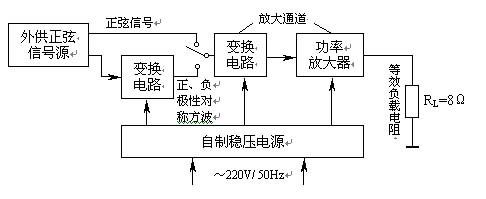 外供正弦
信号源
正弦信号
变换
电路
正、负
极性对
称方波
放大通道
变换
电路
功率
放大器
等效负载电阻
RL=8Ω
自制稳压电源
～220V/50Hz